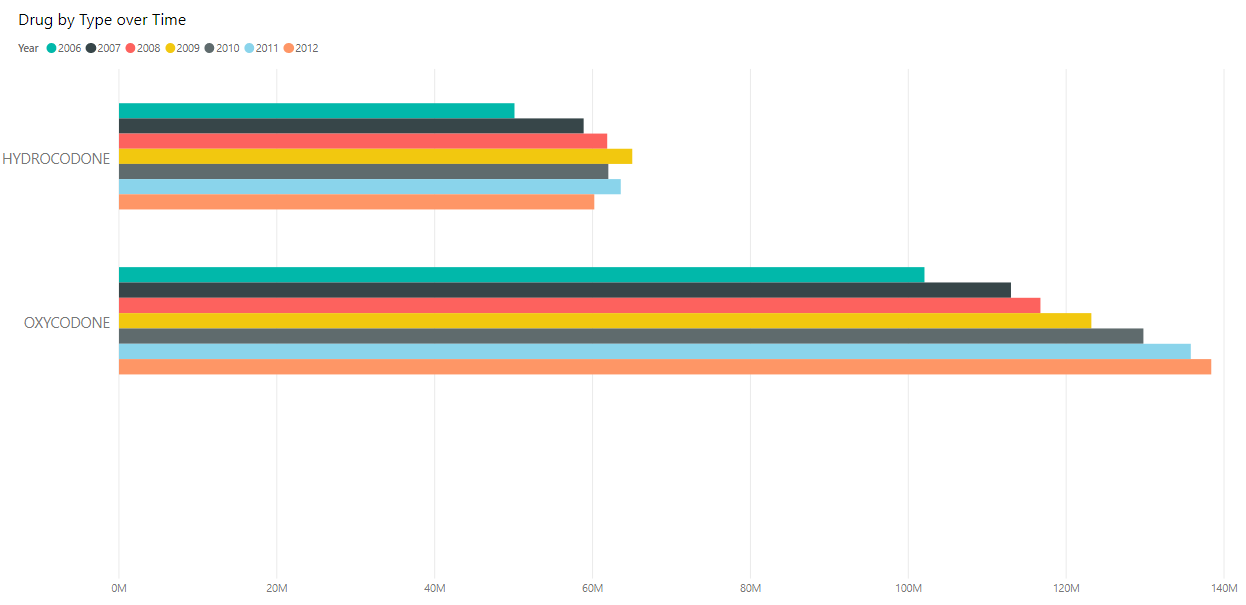 Drug by Type over Time
Year 2006 2007 2008 2009 2010 2011 2012
HYDROCODONE
OXYCODONE
0M 20M 40M 60M 80M 100M 120M 140M